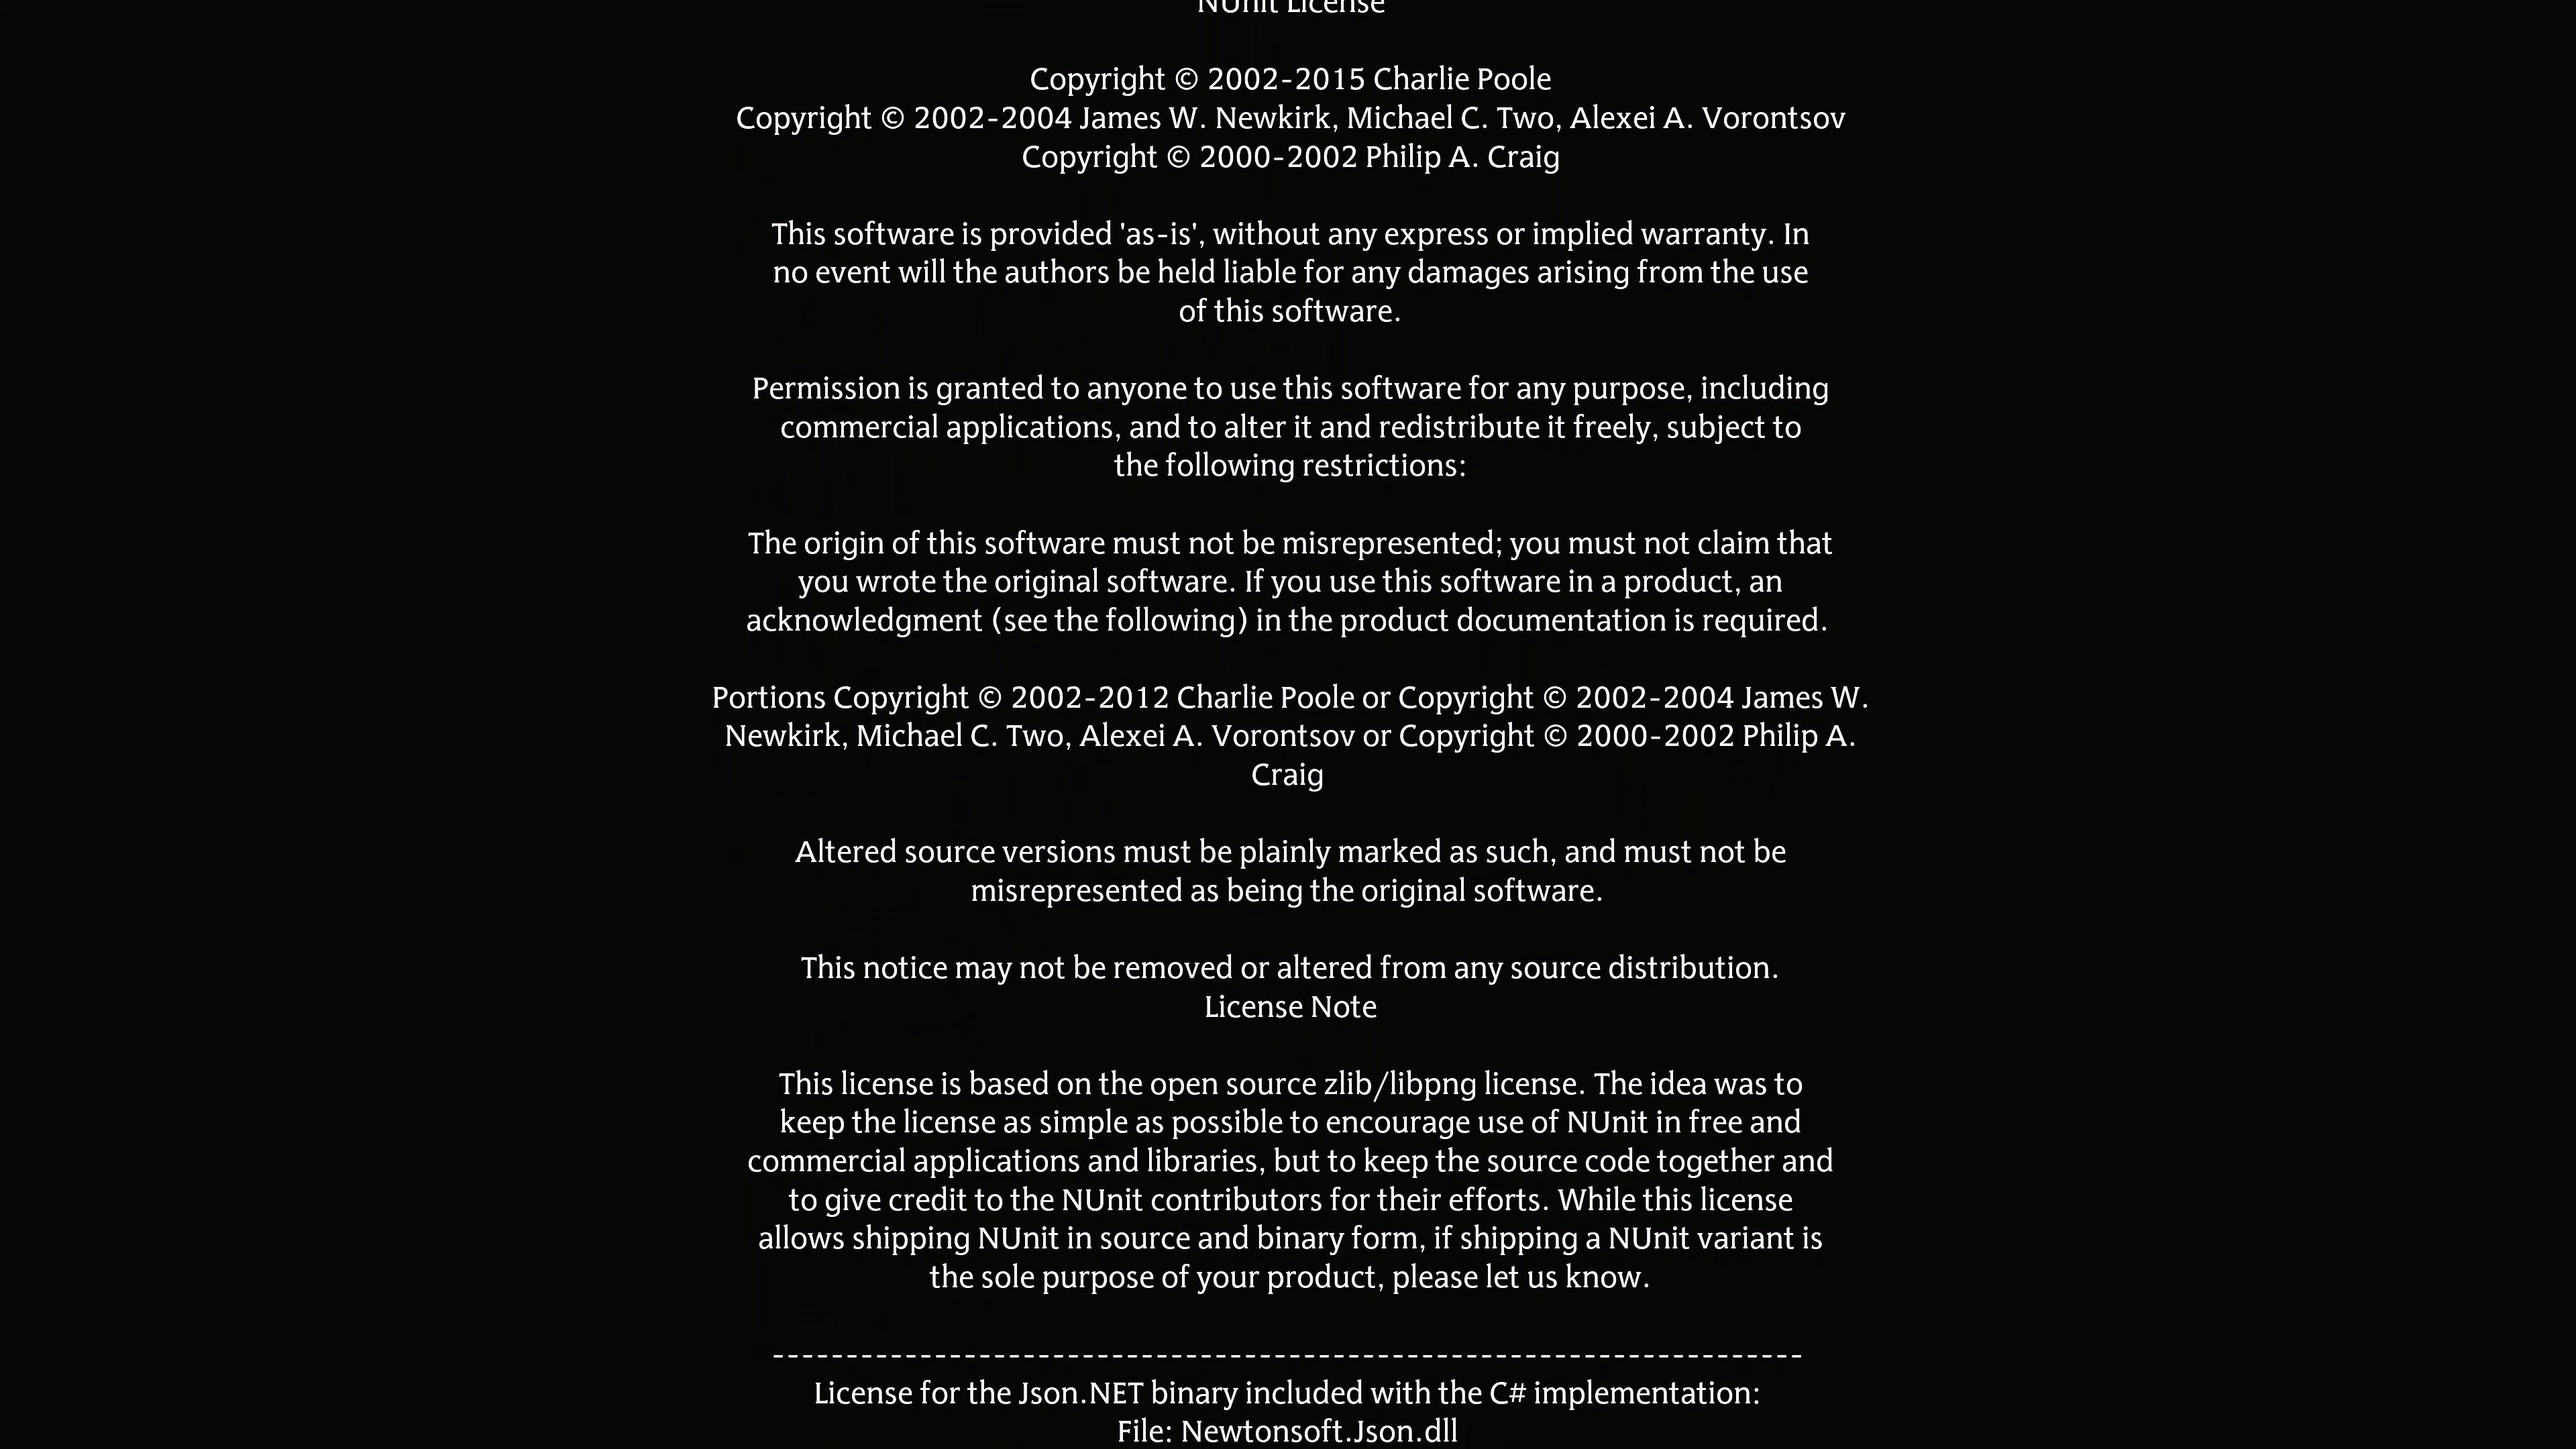 NUnit License
Copyright © 2002-2015 Charlie Poole
Copyright © 2002-2004 James W. Newkirk, Michael C. Two, Alexei A. Vorontsov
Copyright © 2000-2002 Philip A. Craig
This software is provided 'as-is', without any express or implied warranty. In
no event will the authors be held liable for any damages arising from the use
of this software.
Permission is granted to anyone to use this software for any purpose, including
commercial applications, and to alter it and redistribute it freely, subject to
the following restrictions:
The origin of this software must not be misrepresented; you must not claim that
you wrote the original software. If you use this software in a product, an
acknowledgment (see the following) in the product documentation is required.
Portions Copyright © 2002-2012 Charlie Poole or Copyright © 2002-2004 James W.
Newkirk, Michael C. Two, Alexei A. Vorontsov or Copyright © 2000-2002 Philip A.
Craig
Altered source versions must be plainly marked as such, and must not be
misrepresented as being the original software.
This notice may not be removed or altered from any source distribution.
License Note
This license is based on the open source zlib/libpng license. The idea was to
keep the license as simple as possible to encourage use of NUnit in free and
commercial applications and libraries, but to keep the source code together and
to give credit to the NUnit contributors for their efforts. While this license
allows shipping NUnit in source and binary form, if shipping a NUnit variant is
the sole purpose of your product, please let us know.
----------------------------------------------------------------------
License for the Json.NET binary included with the C# implementation:
File: Newtonsoft.Json.dll